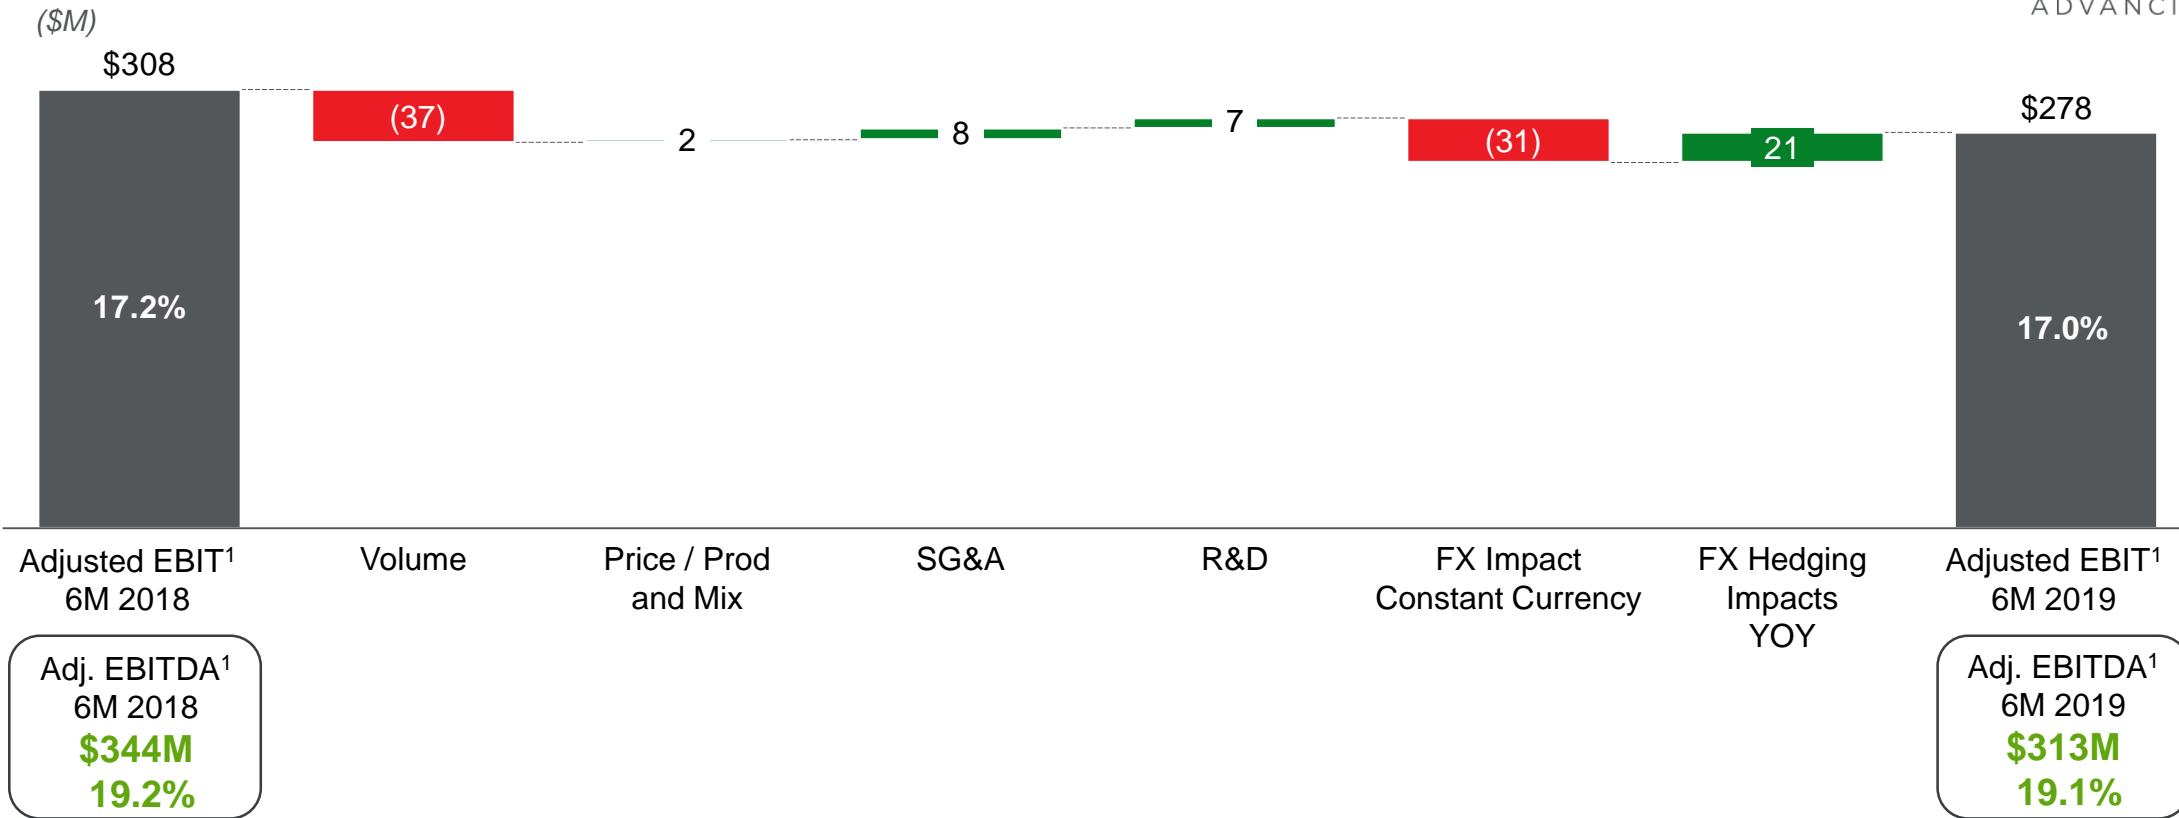 ADVANCI
($M)
$308
(37)
2
8
7
(31)
21
$278
17.2%
17.0%
Adjusted EBIT¹
6M 2018
Volume
Price / Prod
and Mix
SG&A
R&D
FX Impact
Constant Currency
FX Hedging
Impacts
YOY
Adjusted EBIT¹
6M 2019
Adj. EBITDA¹
6M 2018
$344M
19.2%
Adj. EBITDA¹
6M 2019
$313M
19.1%